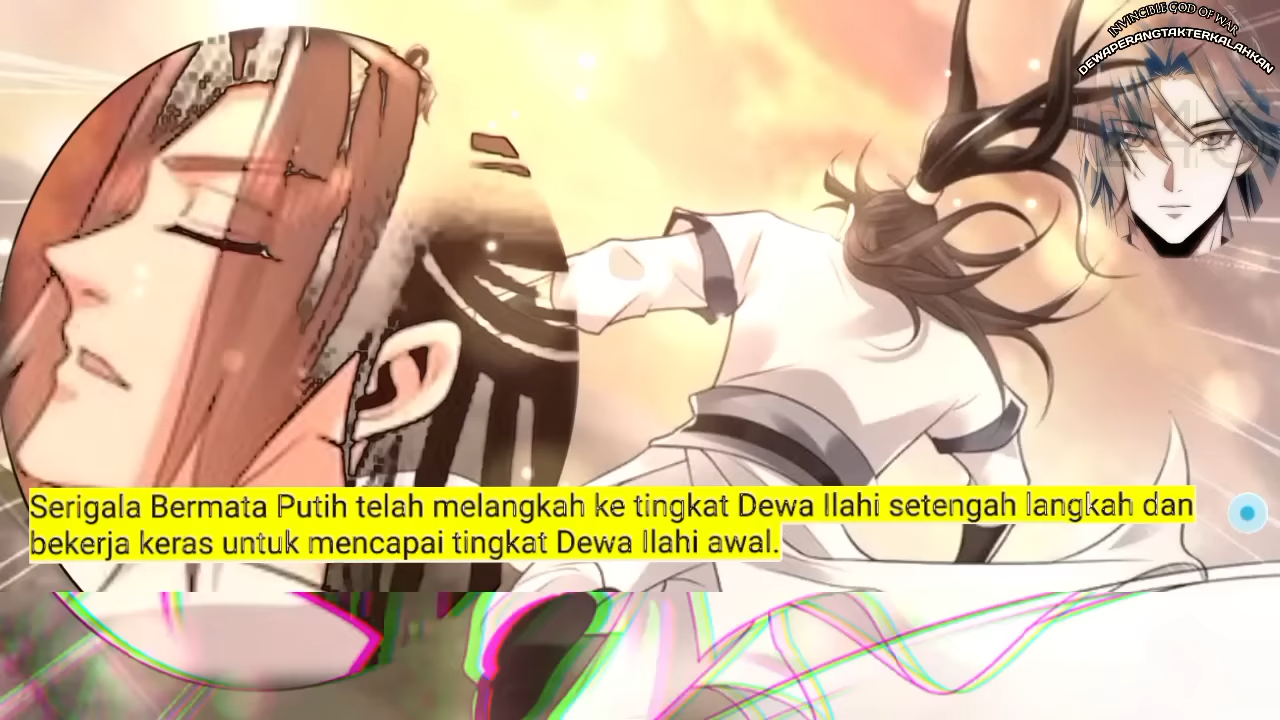 INVINCIBLE GOD OF WAR
DEWAPERANGTAKTERKALAHKAN
Serigala Bermata Putih telah melangkah ke tingkat Dewa Ilahi setengah langkah dan
bekerja keras untuk mencapai tingkat Dewa Ilahi awal.